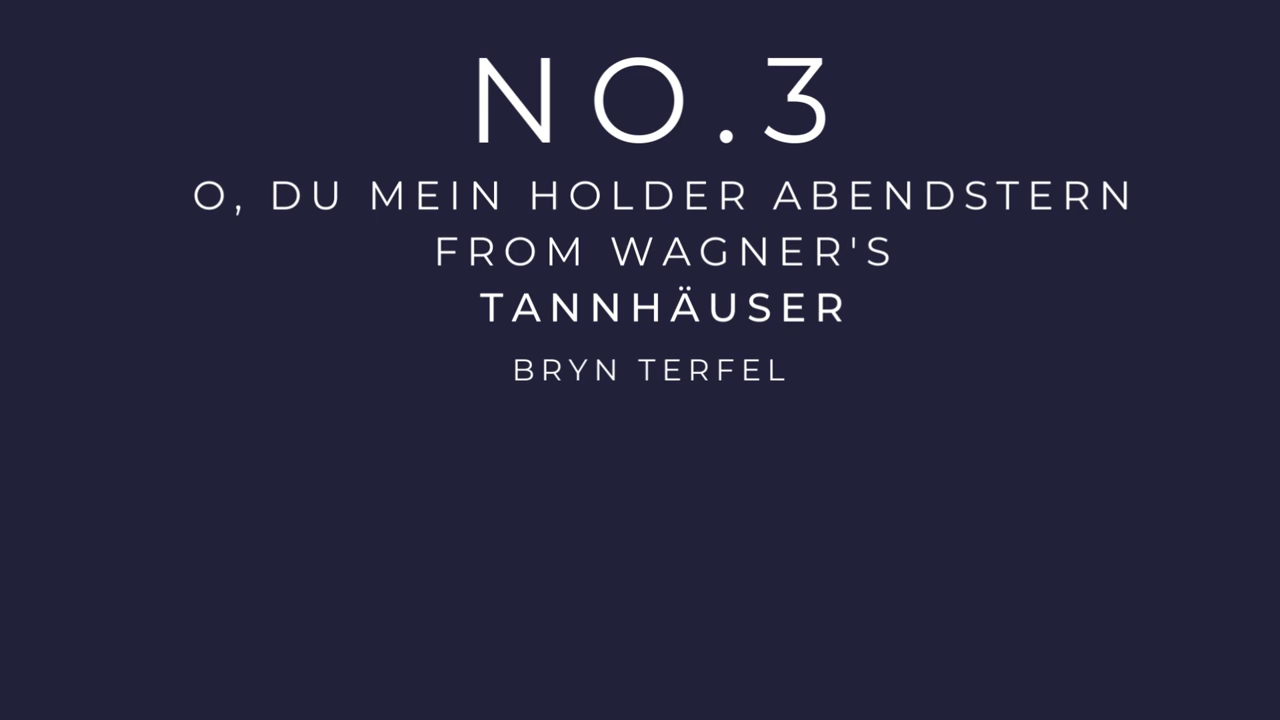 NO.3
O, DU MEIN HOLDER ABENDSTERN
FROM WAGNER'S
TANNHÄUSER
BRYN TERFEL